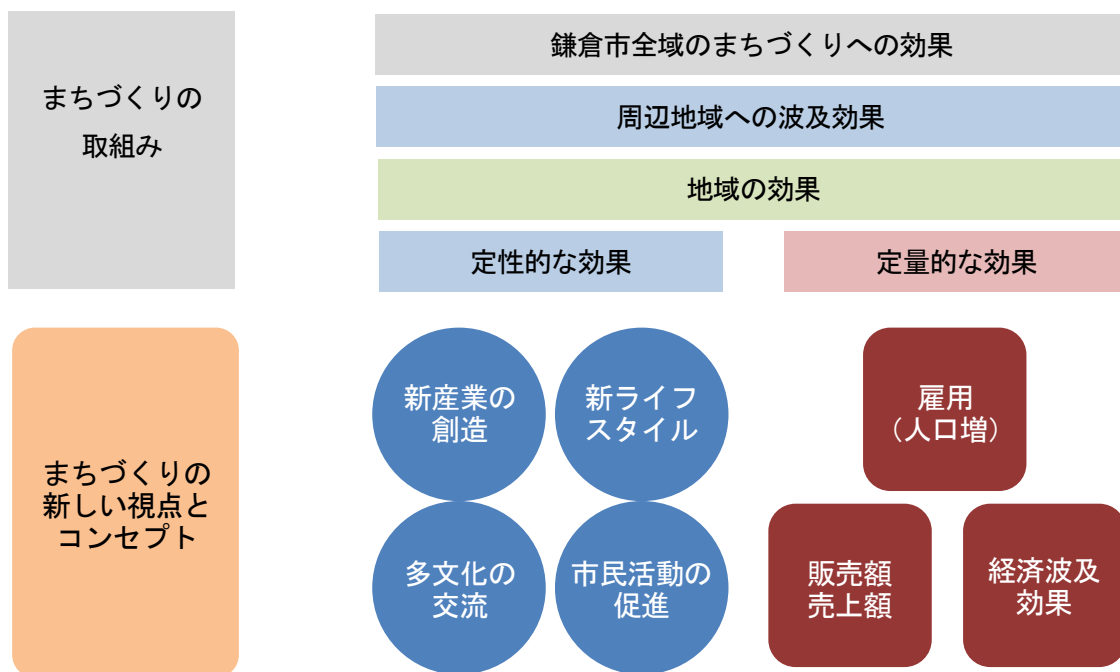 まちづくりの
取組み
鎌倉市全域のまちづくりへの効果
周辺地域への波及効果
地域の効果
定性的な効果
定量的な効果
まちづくりの
新しい視点と
コンセプト
新産業の
創造
新ライフ
スタイル
多文化の
交流
市民活動の
促進
雇用
（人口増）
販売額
売上額
経済波及
効果